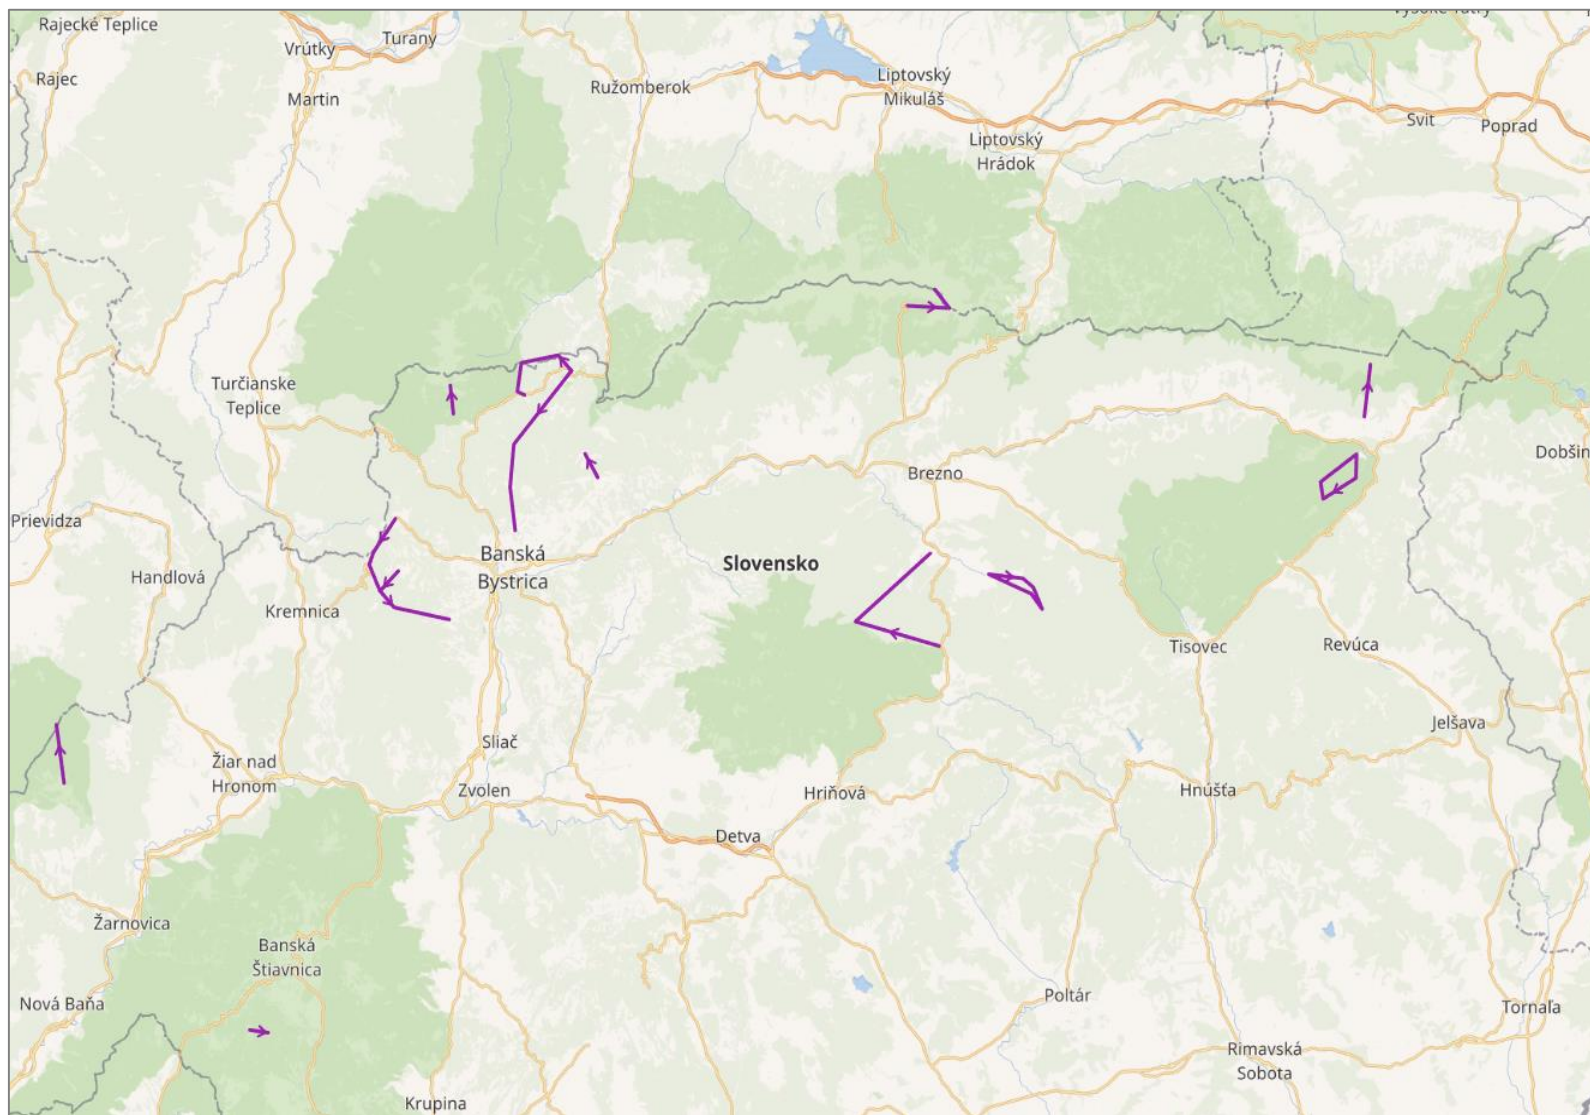 Rajecké Teplice
Vysoké Tatry
Turany
Vrútky
Rajec
Liptovský
Mikuláš
Ružomberok
Martin
Svit
Poprad
Liptovský
Hrádok
Turčianske
Teplice
Dobšin
Brezno
Prievidza
Banská
Bystrica
Slovensko
Handlová
Kremnica
Tisovec
Revúca
Jelšava
Sliač
Žiar nad
Hronom
Zvolen
Hriňová
Hnúšťa
Detva
Žarnovica
Banská
Štiavnica
Nová Baňa
Poltár
Tornaľa
Rimavská
Sobota
Krupina